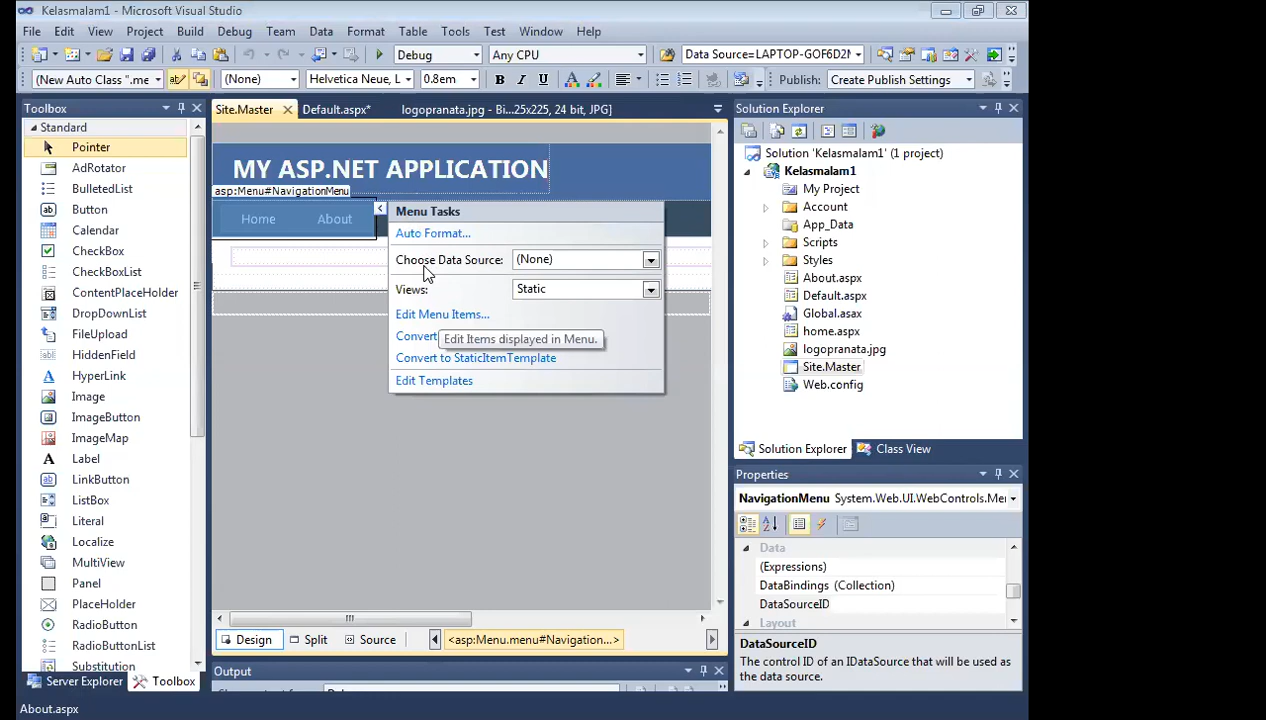 Kelasmalam1 - Microsoft Visual Studio
File Edit View Project Build Debug Team Data Format Table Tools Test Window Help
Debug Any CPU Data Source=LAPTOP-GOF6D2N
(New Auto Class ".me (None) Helvetica Neue, L 0.8em B I U A Publish: Create Publish Settings
Toolbox
Standard
Pointer
AdRotator
BulletedList
Button
Calendar
CheckBox
CheckBoxList
ContentPlaceHolder
DropDownList
FileUpload
HiddenField
HyperLink
Image
ImageButton
ImageMap
A Label
LinkButton
ListBox
Literal
Localize
MultiView
Panel
PlaceHolder
RadioButton
RadioButtonList
Substitution
Server Explorer Toolbox
Site.Master Default.aspx* logopranata.jpg - Bi...25x225, 24 bit, JPG]
MY ASP.NET APPLICATION
asp:Menu#NavigationMenu
Home About
Menu Tasks
Auto Format...
Choose Data Source: (None)
Views: Static
Edit Menu Items...
Convert
Edit Items displayed in Menu.
Convert to StaticItemTemplate
Edit Templates
Design Split Source <asp:Menu.menu#Navigation...>
Output
Solution Explorer
Solution 'Kelasmalam1' (1 project)
Kelasmalam1
My Project
Account
App_Data
Scripts
Styles
About.aspx
Default.aspx
Global.asax
home.aspx
logopranata.jpg
Site.Master
Web.config
Solution Explorer Class View
Properties
NavigationMenu System.Web.UI.WebControls.Me
Data
(Expressions)
DataBindings (Collection)
DataSourceID
Layout
DataSourceID
The control ID of an IDataSource that will be used as
the data source.
About.aspx